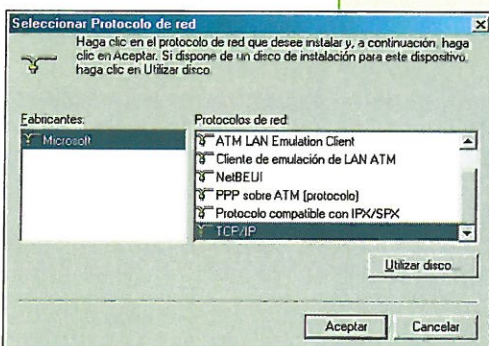 Seleccionar Protocolo de red
Haga clic en el protocolo de red que desee instalar y, a continuación, haga
clic en Aceptar. Si dispone de un disco de instalación para este dispositivo,
haga clic en Utilizar disco.
Fabricantes:
Microsoft
Protocolos de red:
ATM LAN Emulation Client
Cliente de emulación de LAN ATM
NetBEUI
PPP sobre ATM (protocolo)
Protocolo compatible con IPX/SPX
TCP/IP
Utilizar disco...
Aceptar
Cancelar